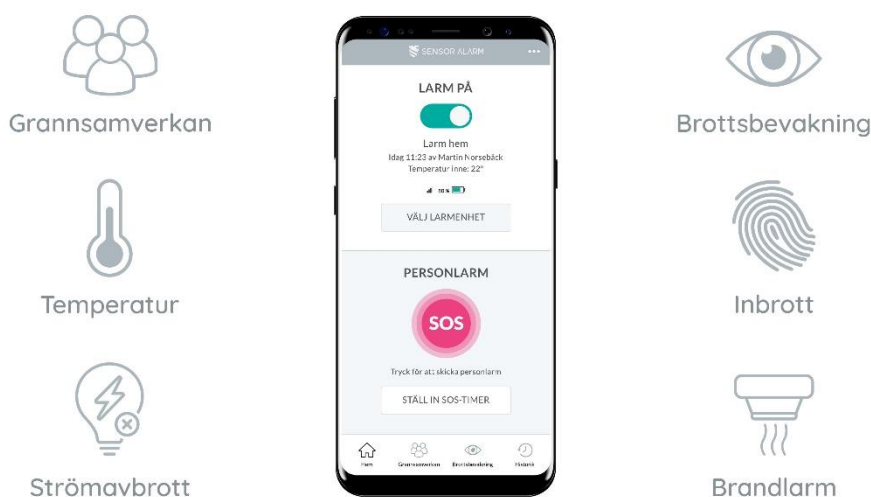 Grannsamverkan
Temperatur
Strömavbrott
SENSOR ALARM
LARM PÅ
Larm hem
Idag 11:23 av Martin Norsebäck
Temperatur inne: 22°
VÄLJ LARMENHET
PERSONLARM
SOS
Tryck för att skicka personlarm
STÄLL IN SOS-TIMER
Hem
Grannsamverkan
Brottsbevakning
Historik
Brottsbevakning
Inbrott
Brandlarm